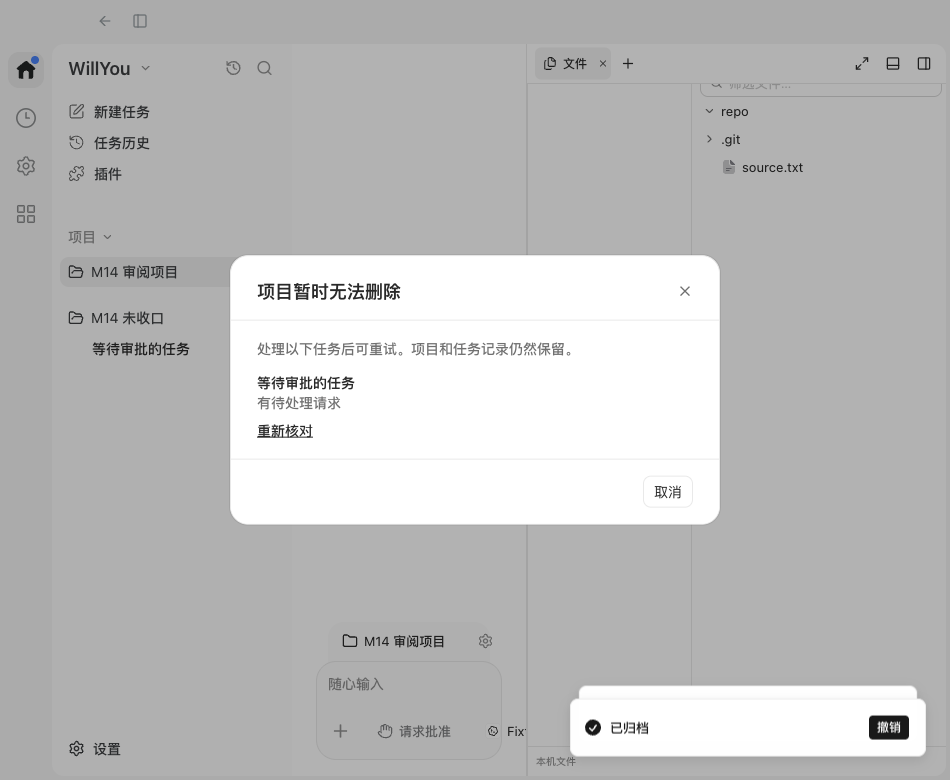 WillYou
新建任务
任务历史
插件
项目
M14 审阅项目
M14 未收口
等待审批的任务
设置
文件
筛选文件...
repo
.git
source.txt
项目暂时无法删除
处理以下任务后可重试。项目和任务记录仍然保留。
等待审批的任务
有待处理请求
重新核对
取消
M14 审阅项目
随心输入
请求批准
已归档
撤销
本机文件